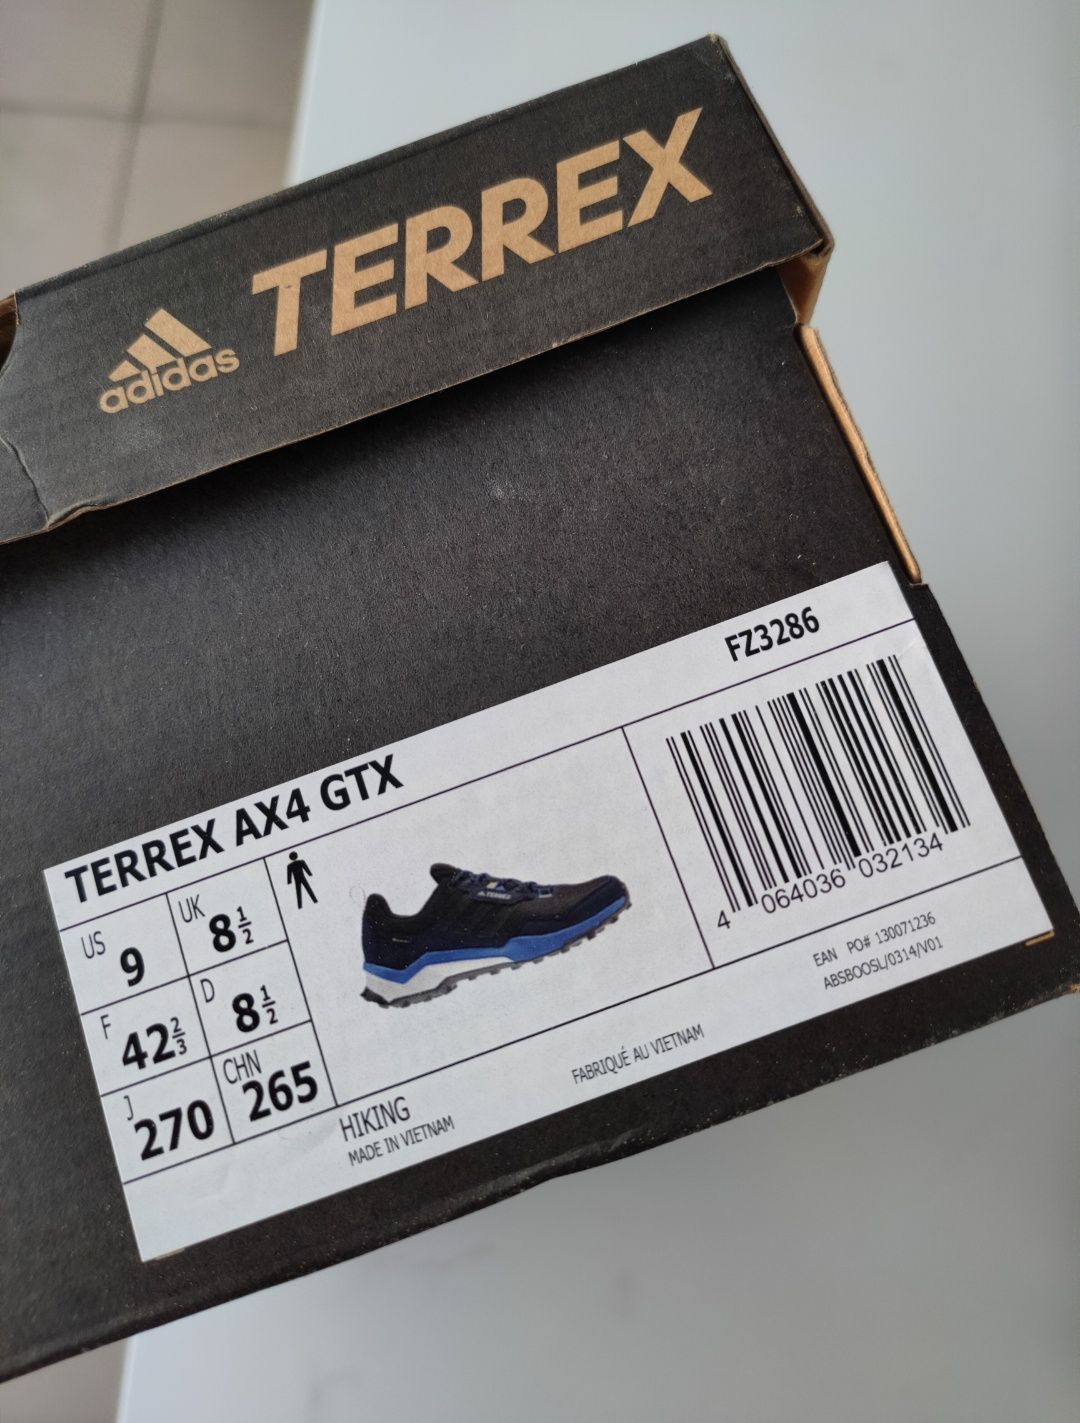 adidas TERREX
FZ3286
TERREX AX4 GTX
US 9 UK 8 1/2
F 42 2/3 D 8 1/2
J 270 CHN 265
TERREX
4 064036 032134
EAN PO# 130071236
ABSBOOSL/0314/V01
HIKING
MADE IN VIETNAM
FABRIQUÉ AU VIETNAM